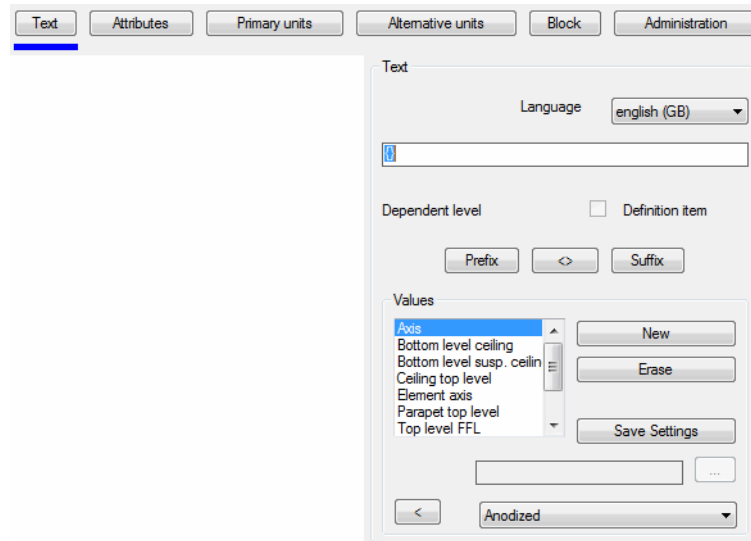 Text Attributes Primary units Alternative units Block Administration
Text
Language english (GB)
{}
Dependent level Definition item
Prefix <> Suffix
Values
Axis
New
Bottom level ceiling
Bottom level susp. ceilin
Erase
Ceiling top level
Element axis
Parapet top level
Top level FFL
Save Settings
...
< Anodized